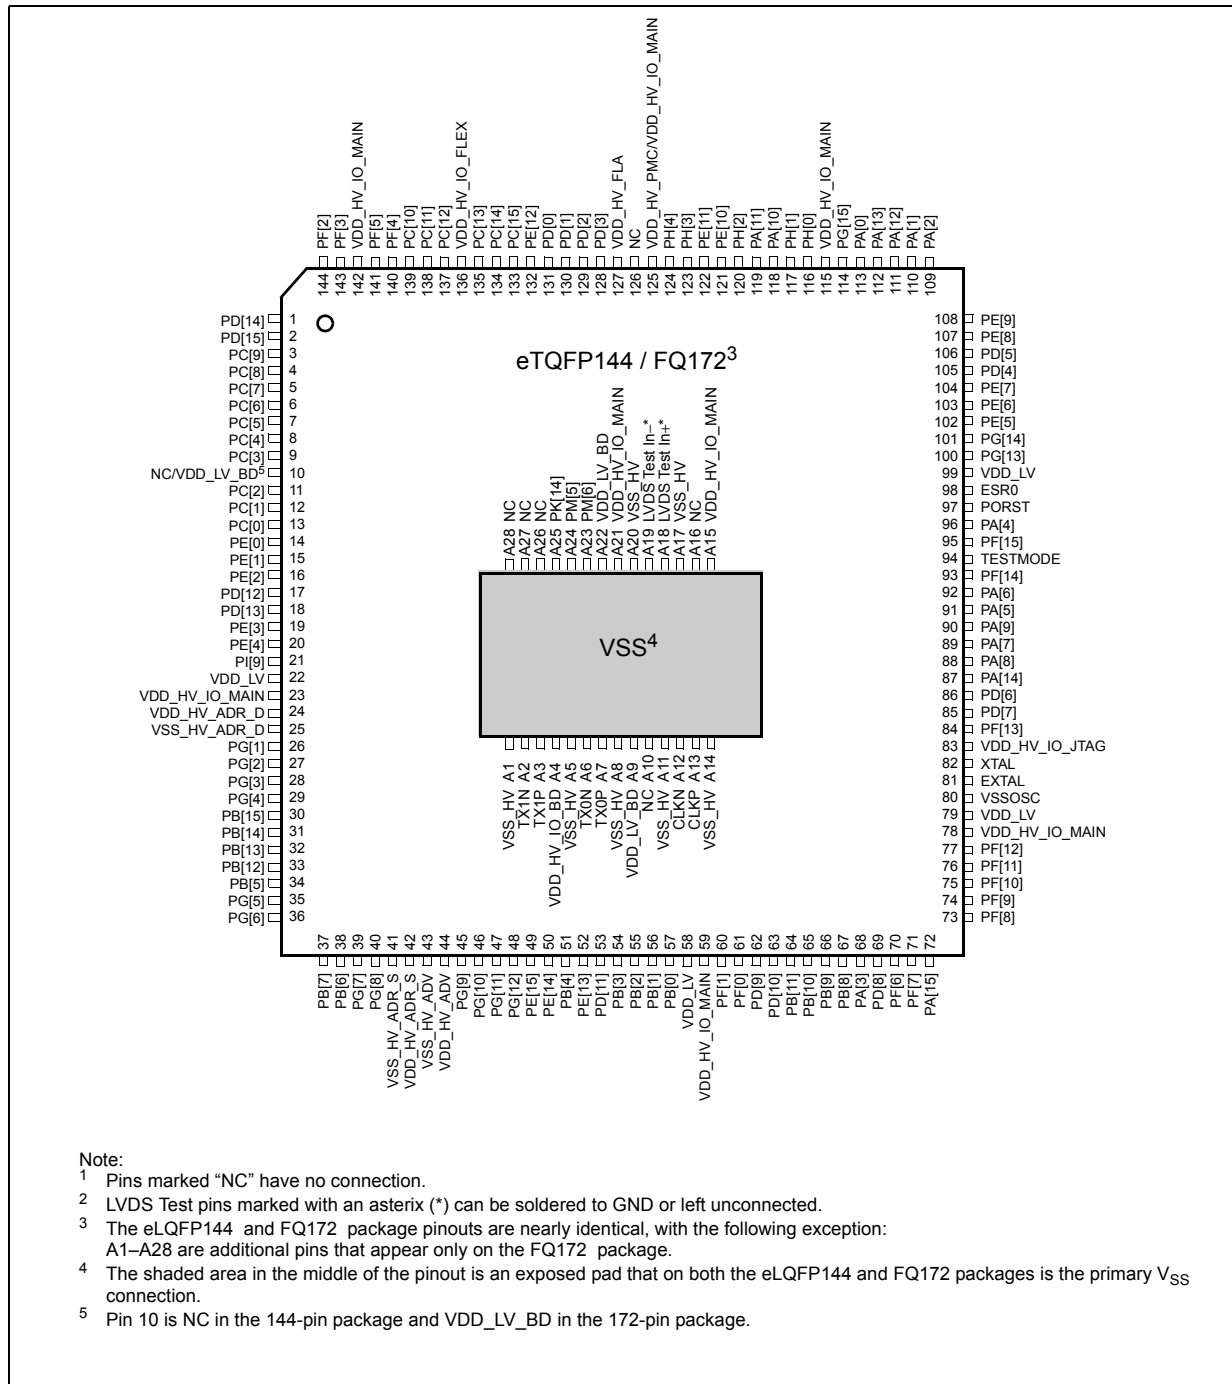 PF[2]
PF[3]
VDD_HV_IO_MAIN
PF[5]
PF[4]
PC[10]
PC[11]
PC[12]
VDD_HV_IO_FLEX
PC[13]
PC[14]
PC[15]
PE[12]
PD[0]
PD[1]
PD[2]
PD[3]
VDD_HV_FLA
NC
VDD_HV_PMC/VDD_HV_IO_MAIN
PH[4]
PH[3]
PE[11]
PE[10]
PH[2]
PA[11]
PA[10]
PH[1]
PH[0]
VDD_HV_IO_MAIN
PG[15]
PA[0]
PA[13]
PA[12]
PA[1]
PA[2]
144
143
142
141
140
139
138
137
136
135
134
133
132
131
130
129
128
127
126
125
124
123
122
121
120
119
118
117
116
115
114
113
112
111
110
109
PD[14] 1
PD[15] 2
PC[9] 3
PC[8] 4
PC[7] 5
PC[6] 6
PC[5] 7
PC[4] 8
PC[3] 9
NC/VDD_LV_BD5 10
PC[2] 11
PC[1] 12
PC[0] 13
PE[0] 14
PE[1] 15
PE[2] 16
PD[12] 17
PD[13] 18
PE[3] 19
PE[4] 20
PI[9] 21
VDD_LV 22
VDD_HV_IO_MAIN 23
VDD_HV_ADR_D 24
VSS_HV_ADR_D 25
PG[1] 26
PG[2] 27
PG[3] 28
PG[4] 29
PB[15] 30
PB[14] 31
PB[13] 32
PB[12] 33
PB[5] 34
PG[5] 35
PG[6] 36
eTQFP144 / FQ1723
A28 NC
A27 NC
A26 NC
A25 PK[14]
A24 PM[5]
A23 PM[6]
A22 VDD_LV_BD
A21 VDD_HV_IO_MAIN
A20 VSS_HV
A19 LVDS Test In–*
A18 LVDS Test In+*
A17 VSS_HV
A16 NC
A15 VDD_HV_IO_MAIN
VSS4
VSS_HV A1
TX1N A2
TX1P A3
VDD_HV_IO_BD A4
VSS_HV A5
TX0N A6
TX0P A7
VSS_HV A8
VDD_LV_BD A9
NC A10
VSS_HV A11
CLKN A12
CLKP A13
VSS_HV A14
108 PE[9]
107 PE[8]
106 PD[5]
105 PD[4]
104 PE[7]
103 PE[6]
102 PE[5]
101 PG[14]
100 PG[13]
99 VDD_LV
98 ESR0
97 PORST
96 PA[4]
95 PF[15]
94 TESTMODE
93 PF[14]
92 PA[6]
91 PA[5]
90 PA[9]
89 PA[7]
88 PA[8]
87 PA[14]
86 PD[6]
85 PD[7]
84 PF[13]
83 VDD_HV_IO_JTAG
82 XTAL
81 EXTAL
80 VSSOSC
79 VDD_LV
78 VDD_HV_IO_MAIN
77 PF[12]
76 PF[11]
75 PF[10]
74 PF[9]
73 PF[8]
37
38
39
40
41
42
43
44
45
46
47
48
49
50
51
52
53
54
55
56
57
58
59
60
61
62
63
64
65
66
67
68
69
70
71
72
PB[7]
PB[6]
PG[7]
PG[8]
VSS_HV_ADR_S
VDD_HV_ADR_S
VSS_HV_ADV
VDD_HV_ADV
PG[9]
PG[10]
PG[11]
PG[12]
PE[15]
PE[14]
PB[4]
PE[13]
PD[11]
PB[3]
PB[2]
PB[1]
PB[0]
VDD_LV
VDD_HV_IO_MAIN
PF[1]
PF[0]
PD[9]
PD[10]
PB[11]
PB[10]
PB[9]
PB[8]
PA[3]
PD[8]
PF[6]
PF[7]
PA[15]
Note:
1 Pins marked “NC” have no connection.
2 LVDS Test pins marked with an asterix (*) can be soldered to GND or left unconnected.
3 The eLQFP144 and FQ172 package pinouts are nearly identical, with the following exception:
A1–A28 are additional pins that appear only on the FQ172 package.
4 The shaded area in the middle of the pinout is an exposed pad that on both the eLQFP144 and FQ172 packages is the primary VSS
connection.
5 Pin 10 is NC in the 144-pin package and VDD_LV_BD in the 172-pin package.